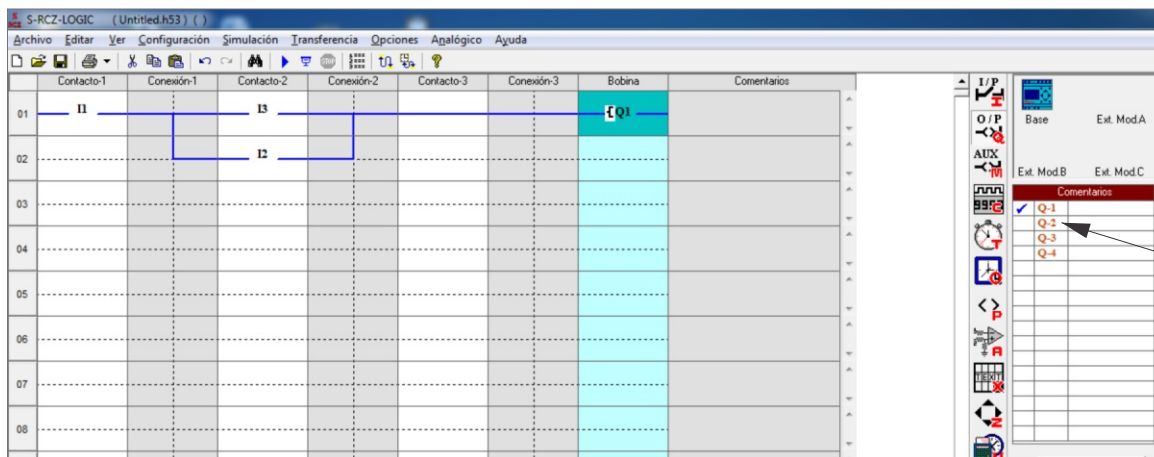 S-RCZ-LOGIC (Untitled.h53) ( )
Archivo Editar Ver Configuración Simulación Transferencia Opciones Analógico Ayuda
Contacto-1 Conexión-1 Contacto-2 Conexión-2 Contacto-3 Conexión-3 Bobina Comentarios
01 I1 I3 {Q1
02 I2
03
04
05
06
07
08
I/P
I
O/P
Q
AUX
M
C
T
P
A
TEXT
X
Z
Base Ext. Mod.A
Ext. Mod.B Ext. Mod.C
Comentarios
Q-1
Q-2
Q-3
Q-4